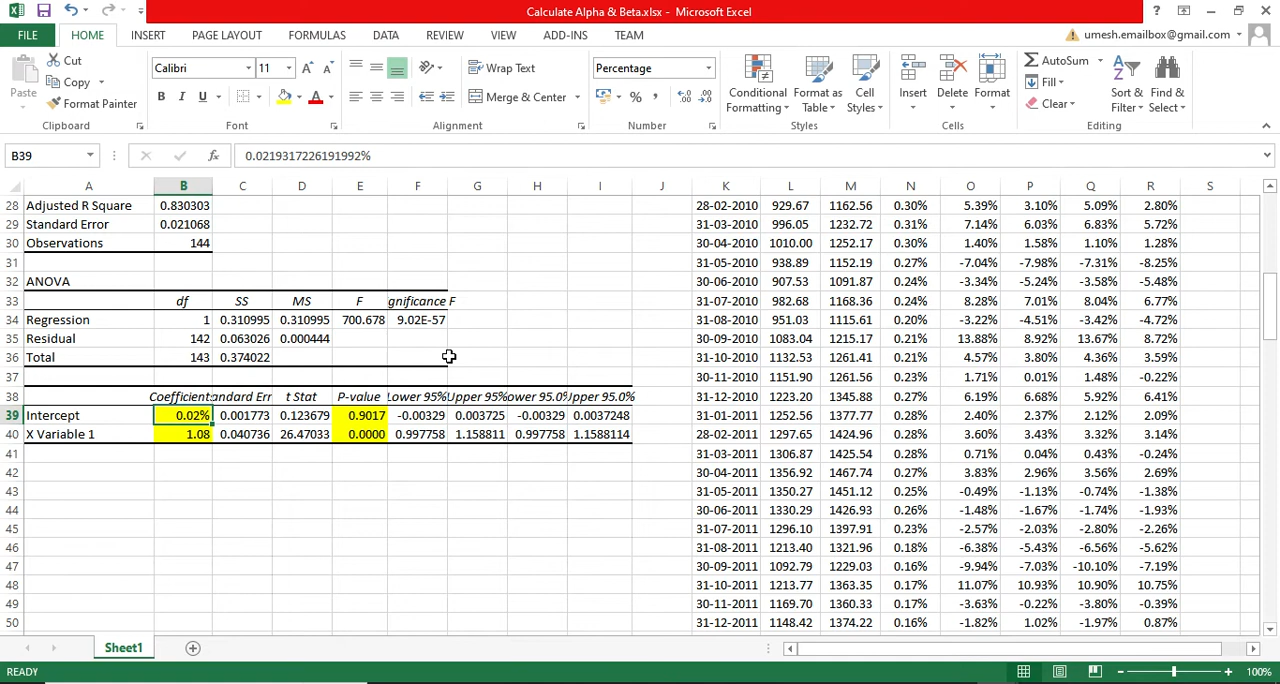 Calculate Alpha & Beta.xlsx - Microsoft Excel
FILE HOME INSERT PAGE LAYOUT FORMULAS DATA REVIEW VIEW ADD-INS TEAM umesh.emailbox@gmail.com
Paste Cut Copy Format Painter
Calibri 11 B I U A
Wrap Text Merge & Center
Percentage % ,
Conditional Formatting Format as Table Cell Styles
Insert Delete Format
AutoSum Fill Clear Sort & Filter Find & Select
Clipboard Font Alignment Number Styles Cells Editing
B39 fx 0.0219317226191992%
A B C D E F G H I J K L M N O P Q R S
28 Adjusted R Square 0.830303 28-02-2010 929.67 1162.56 0.30% 5.39% 3.10% 5.09% 2.80%
29 Standard Error 0.021068 31-03-2010 996.05 1232.72 0.31% 7.14% 6.03% 6.83% 5.72%
30 Observations 144 30-04-2010 1010.00 1252.17 0.30% 1.40% 1.58% 1.10% 1.28%
31 31-05-2010 938.89 1152.19 0.27% -7.04% -7.98% -7.31% -8.25%
32 ANOVA 30-06-2010 907.53 1091.87 0.24% -3.34% -5.24% -3.58% -5.48%
33 df SS MS F gnificance F 31-07-2010 982.68 1168.36 0.24% 8.28% 7.01% 8.04% 6.77%
34 Regression 1 0.310995 0.310995 700.678 9.02E-57 31-08-2010 951.03 1115.61 0.20% -3.22% -4.51% -3.42% -4.72%
35 Residual 142 0.063026 0.000444 30-09-2010 1083.04 1215.17 0.21% 13.88% 8.92% 13.67% 8.72%
36 Total 143 0.374022 31-10-2010 1132.53 1261.41 0.21% 4.57% 3.80% 4.36% 3.59%
37 30-11-2010 1151.90 1261.56 0.23% 1.71% 0.01% 1.48% -0.22%
38 Coefficients andard Err t Stat P-value Lower 95% Upper 95% ower 95.0% Upper 95.0% 31-12-2010 1223.20 1345.88 0.27% 6.19% 6.68% 5.92% 6.41%
39 Intercept 0.02% 0.001773 0.123679 0.9017 -0.00329 0.003725 -0.00329 0.0037248 31-01-2011 1252.56 1377.77 0.28% 2.40% 2.37% 2.12% 2.09%
40 X Variable 1 1.08 0.040736 26.47033 0.0000 0.997758 1.158811 0.997758 1.1588114 28-02-2011 1297.65 1424.96 0.28% 3.60% 3.43% 3.32% 3.14%
41 31-03-2011 1306.87 1425.54 0.28% 0.71% 0.04% 0.43% -0.24%
42 30-04-2011 1356.92 1467.74 0.27% 3.83% 2.96% 3.56% 2.69%
43 31-05-2011 1350.27 1451.12 0.25% -0.49% -1.13% -0.74% -1.38%
44 30-06-2011 1330.29 1426.93 0.26% -1.48% -1.67% -1.74% -1.93%
45 31-07-2011 1296.10 1397.91 0.23% -2.57% -2.03% -2.80% -2.26%
46 31-08-2011 1213.40 1321.96 0.18% -6.38% -5.43% -6.56% -5.62%
47 30-09-2011 1092.79 1229.03 0.16% -9.94% -7.03% -10.10% -7.19%
48 31-10-2011 1213.77 1363.35 0.17% 11.07% 10.93% 10.90% 10.75%
49 30-11-2011 1169.70 1360.33 0.17% -3.63% -0.22% -3.80% -0.39%
50 31-12-2011 1148.42 1374.22 0.16% -1.82% 1.02% -1.97% 0.87%
Sheet1
READY 100%